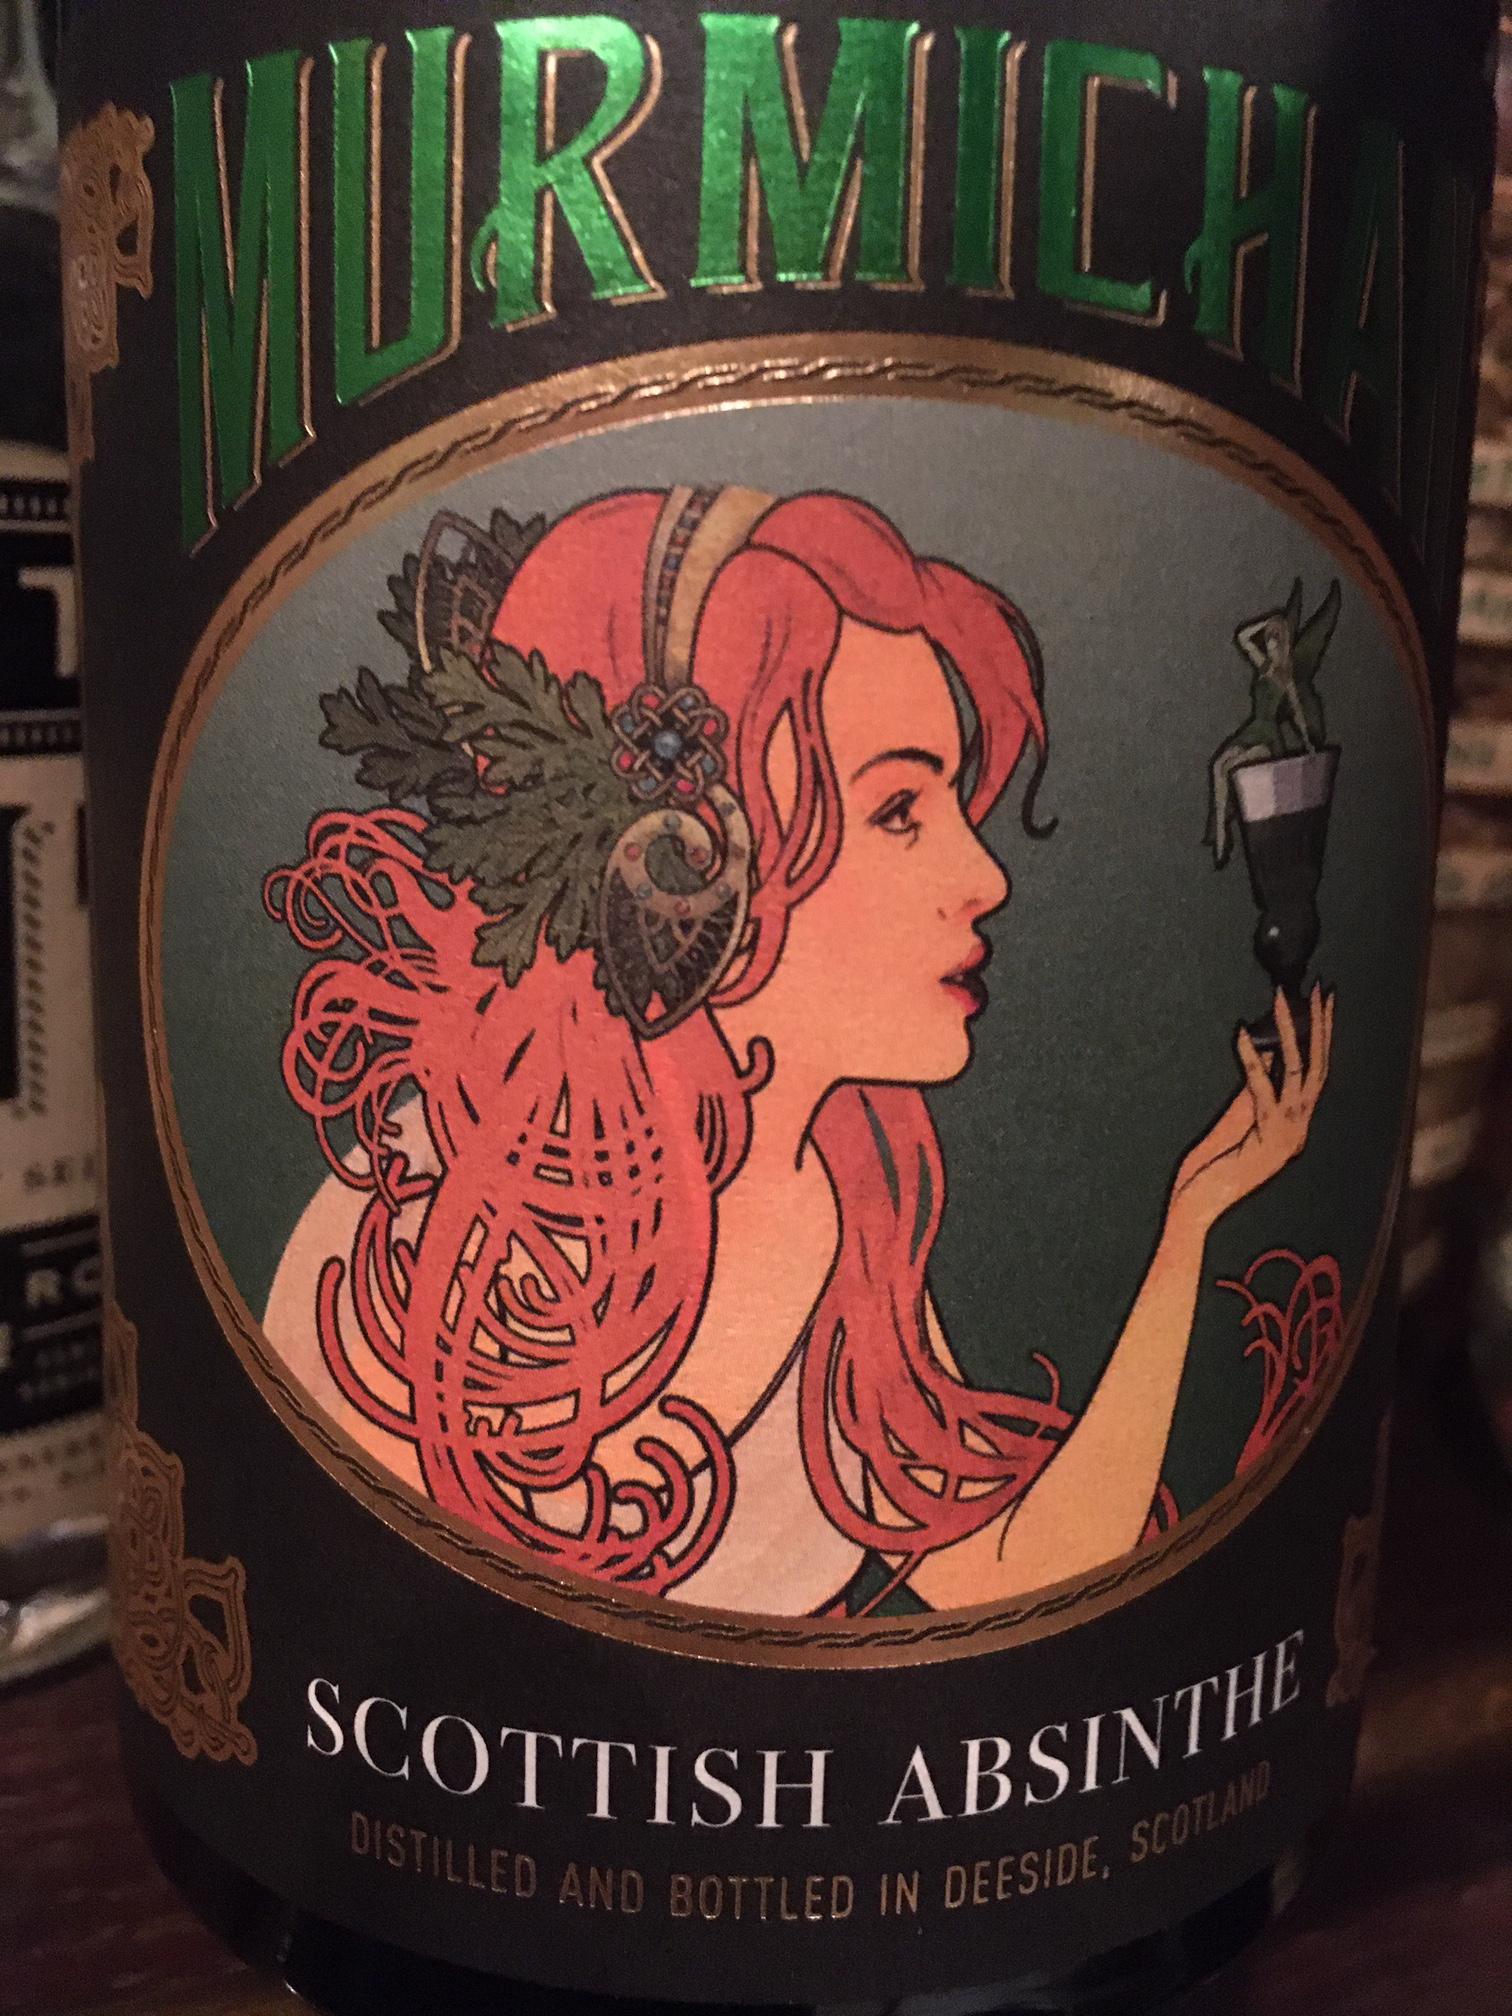 MURMICHA
SCOTTISH ABSINTHE
DISTILLED AND BOTTLED IN DEESIDE, SCOTLAND